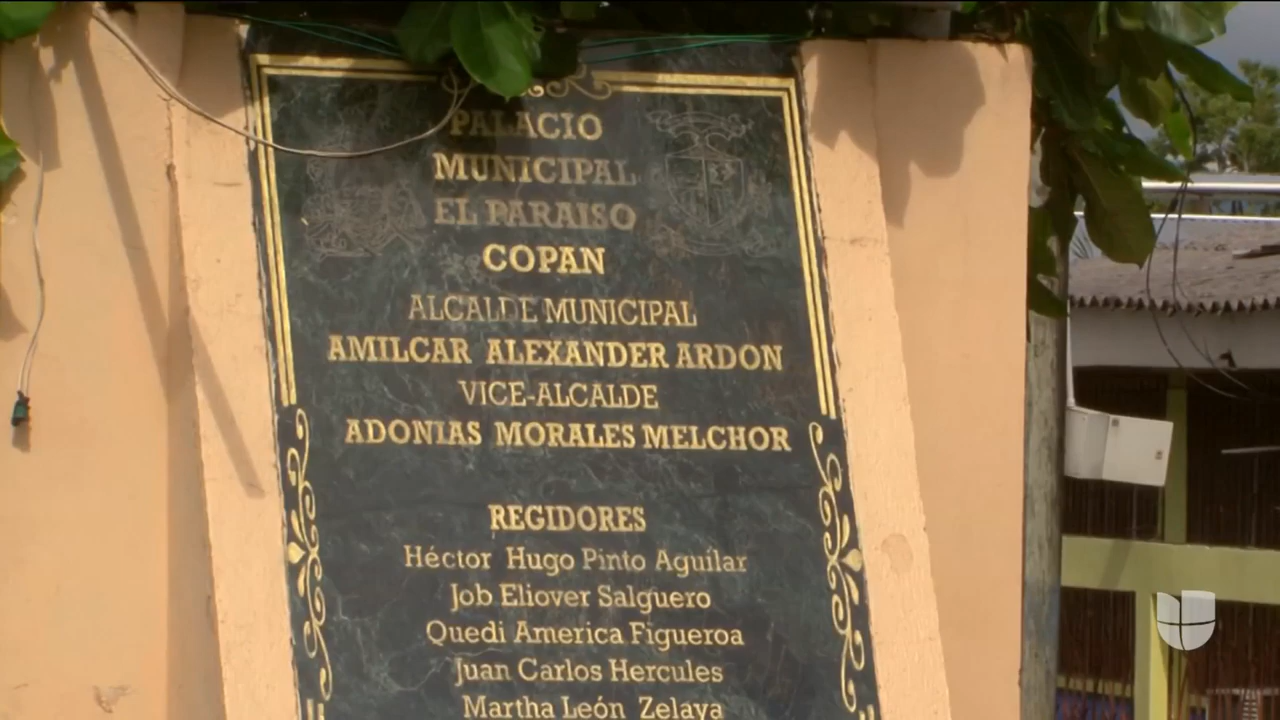 PALACIO
MUNICIPAL
EL PARAISO
COPAN
ALCALDE MUNICIPAL
AMILCAR ALEXANDER ARDON
VICE-ALCALDE
ADONIAS MORALES MELCHOR
REGIDORES
Héctor Hugo Pinto Aguilar
Job Eliover Salguero
Quedi America Figueroa
Juan Carlos Hercules
Martha León Zelaya